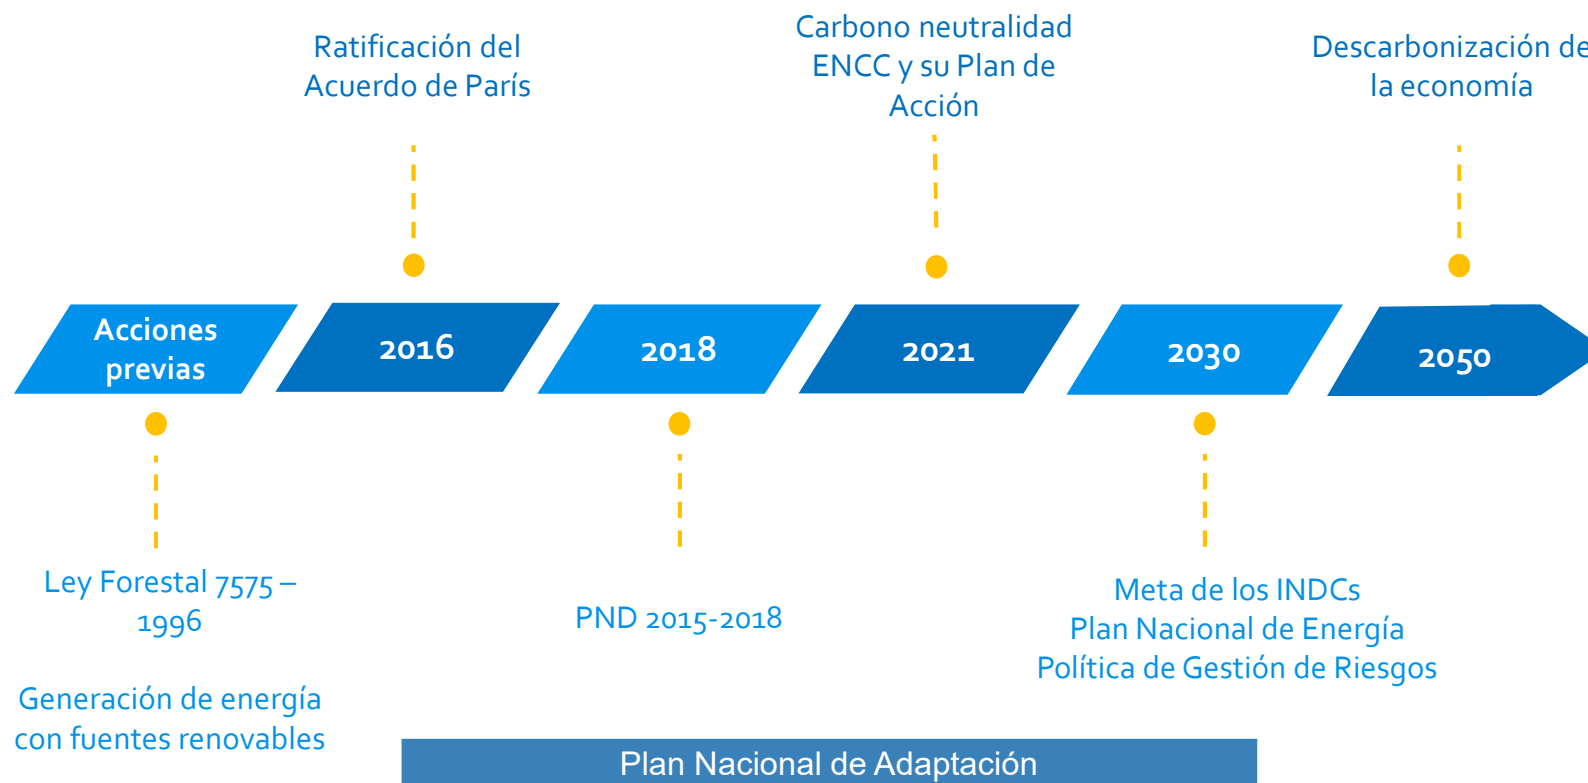 Ratificación del
Acuerdo de París
Carbono neutralidad
ENCC y su Plan de
Acción
Descarbonización de
la economía
Acciones
previas
2016
2018
2021
2030
2050
Ley Forestal 7575 –
1996
Generación de energía
con fuentes renovables
PND 2015-2018
Meta de los INDCs
Plan Nacional de Energía
Política de Gestión de Riesgos
Plan Nacional de Adaptación